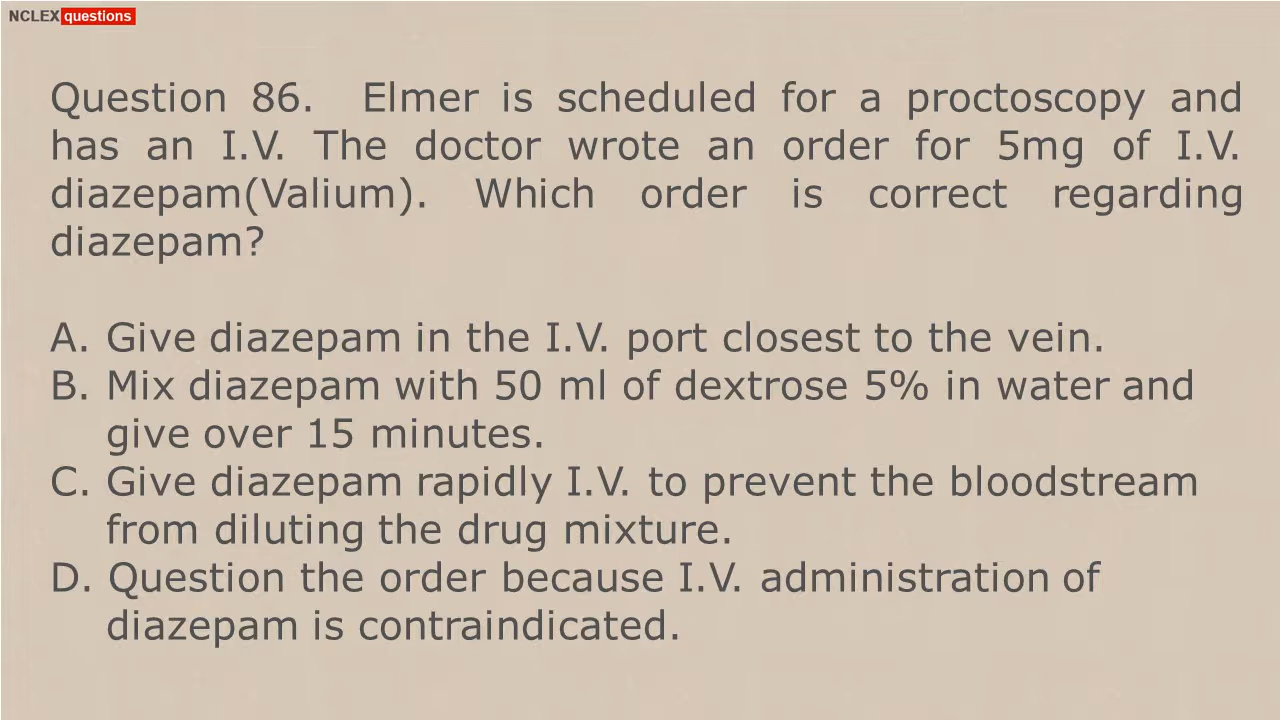 NCLEX questions
Question 86. Elmer is scheduled for a proctoscopy and
has an I.V. The doctor wrote an order for 5mg of I.V.
diazepam(Valium). Which order is correct regarding
diazepam?
A. Give diazepam in the I.V. port closest to the vein.
B. Mix diazepam with 50 ml of dextrose 5% in water and
give over 15 minutes.
C. Give diazepam rapidly I.V. to prevent the bloodstream
from diluting the drug mixture.
D. Question the order because I.V. administration of
diazepam is contraindicated.